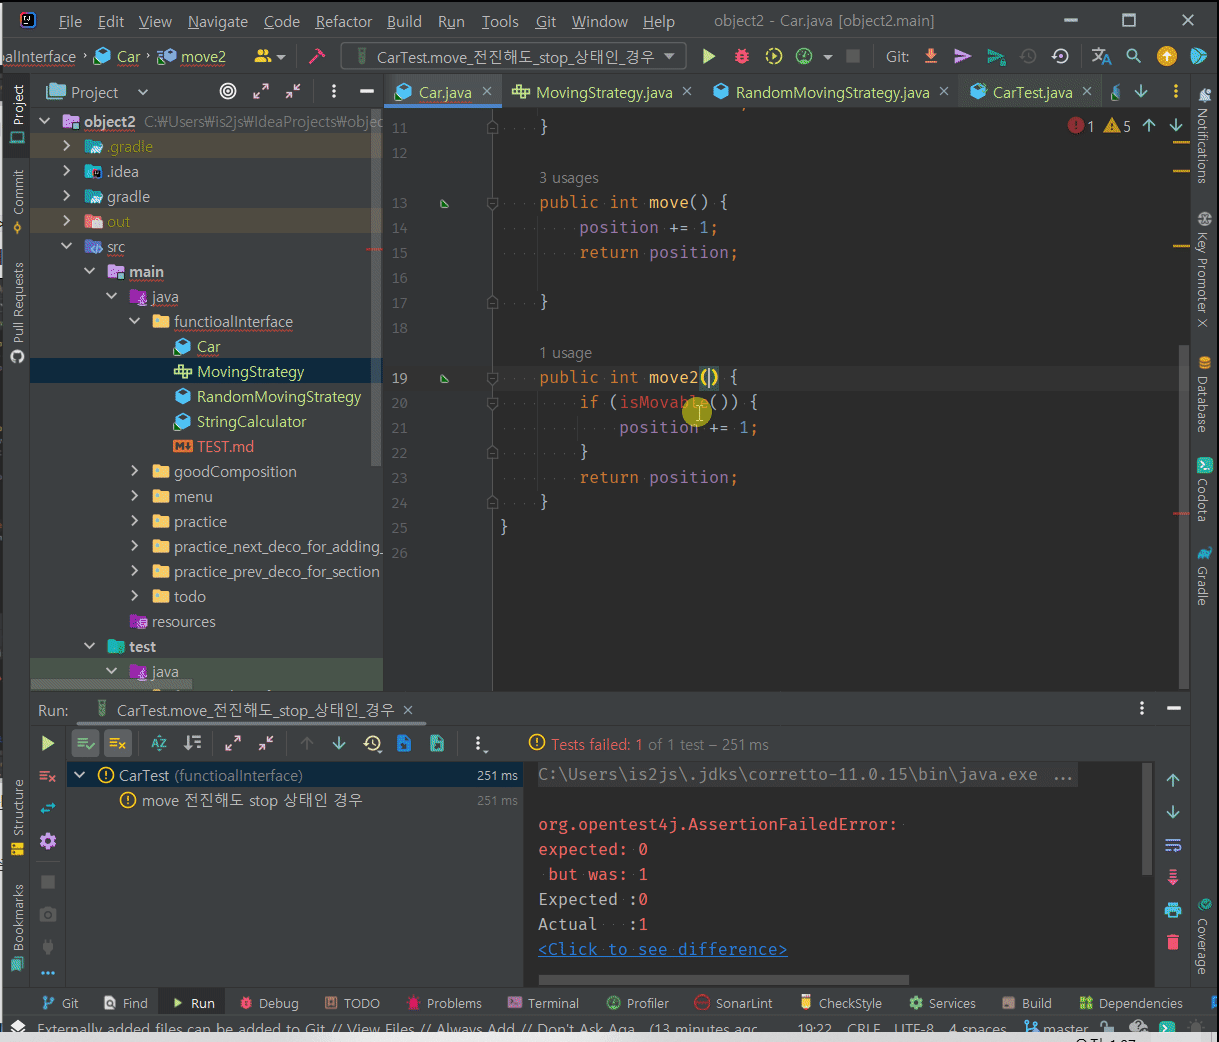 File Edit View Navigate Code Refactor Build Run Tools Git Window Help object2 - Car.java [object2.main]
oalInterface Car move2 CarTest.move_전진해도_stop_상태인_경우 Git:
Project
Car.java MovingStrategy.java RandomMovingStrategy.java CarTest.java
object2 C:₩Users₩is2js₩IdeaProjects₩objec
.gradle
.idea
gradle
out
src
main
java
functioalInterface
Car
MovingStrategy
RandomMovingStrategy
StringCalculator
TEST.md
goodComposition
menu
practice
practice_next_deco_for_adding_
practice_prev_deco_for_section
todo
resources
test
java
1 5
11 }
12
3 usages
13 public int move() {
14 position += 1;
15 return position;
16
17 }
18
1 usage
19 public int move2() {
20 if (isMovable()) {
21 position += 1;
22 }
23 return position;
24 }
25 }
26
Project
Commit
Pull Requests
Structure
Bookmarks
Notifications
Key Promoter X
Database
Codota
Gradle
Coverage
Run: CarTest.move_전진해도_stop_상태인_경우
Tests failed: 1 of 1 test – 251 ms
CarTest (functioalInterface) 251 ms
move 전진해도 stop 상태인 경우 251 ms
C:\Users\is2js\.jdks\corretto-11.0.15\bin\java.exe ...
org.opentest4j.AssertionFailedError:
expected: 0
but was: 1
Expected :0
Actual :1
<Click to see difference>
Git Find Run Debug TODO Problems Terminal Profiler SonarLint CheckStyle Services Build Dependencies
Externally added files can be added to Git // View Files // Always Add // Don't Ask Aga... (13 minutes ago 19:22 CRLF UTF-8 4 spaces master